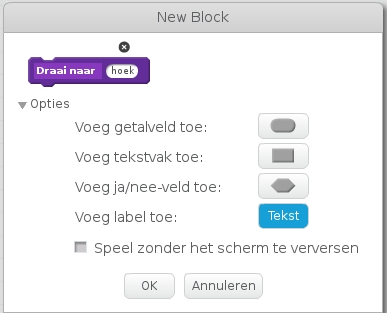 New Block
Draai naar hoek
Opties
Voeg getalveld toe:
Voeg tekstvak toe:
Voeg ja/nee-veld toe:
Voeg label toe: Tekst
Speel zonder het scherm te verversen
OK Annuleren